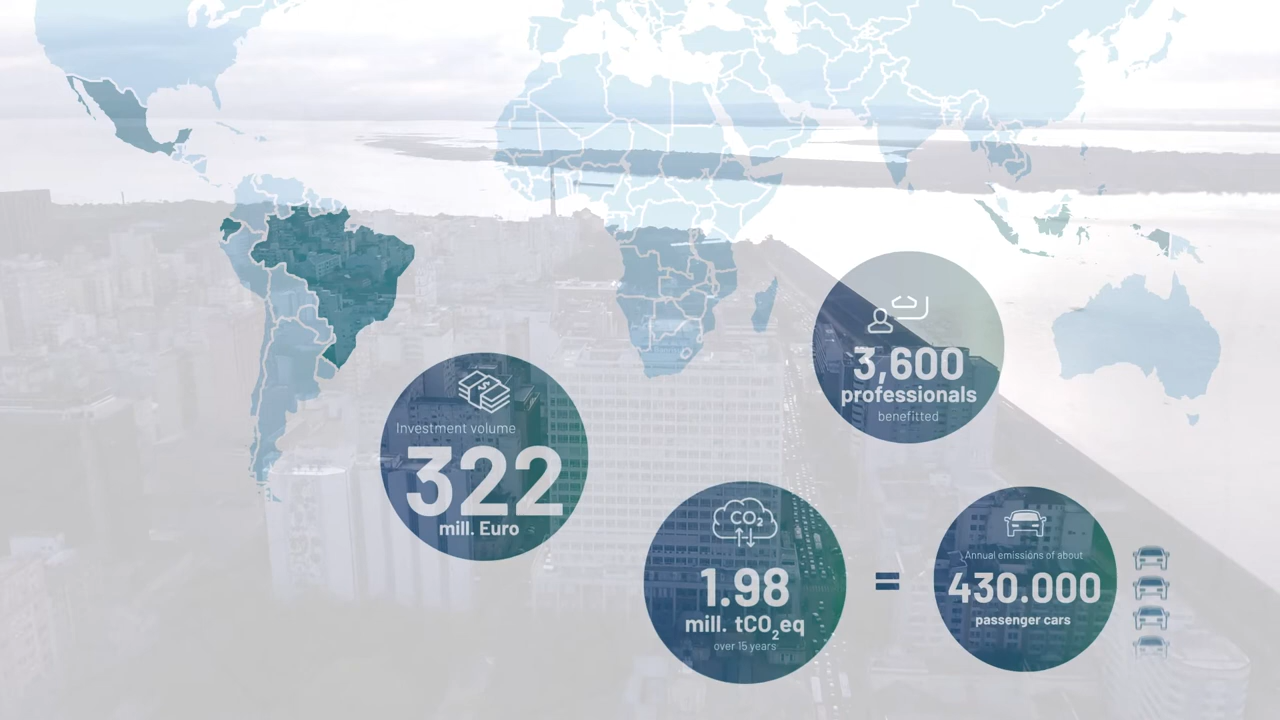 3,600
professionals
benefitted
Investment volume
322
mill. Euro
CO₂
1.98
mill. tCO₂eq
over 15 years
=
Annual emissions of about
430.000
passenger cars